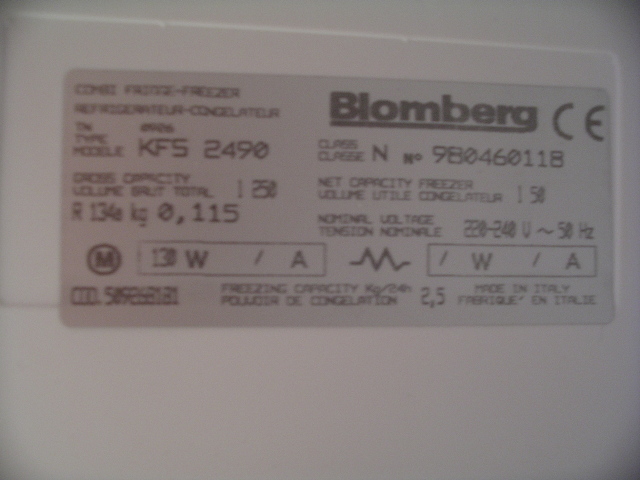 COMBI FRIDGE-FREEZER
REFRIGERATEUR-CONGELATEUR
Blomberg CE
TN 0926
TYPE
MODELE KFS 2490
CLASS
CLASSE N N° 980460118
GROSS CAPACITY
VOLUME BRUT TOTAL l 250
NET CAPACITY FREEZER
VOLUME UTILE CONGELATEUR l 50
R 134a kg 0,115
NOMINAL VOLTAGE
TENSION NOMINALE 220-240 V ~ 50 Hz
M 130 W / A
/ W / A
FREEZING CAPACITY Kg/24h
POUVOIR DE CONGELATION 2,5
MADE IN ITALY
FABRIQUE' EN ITALIE